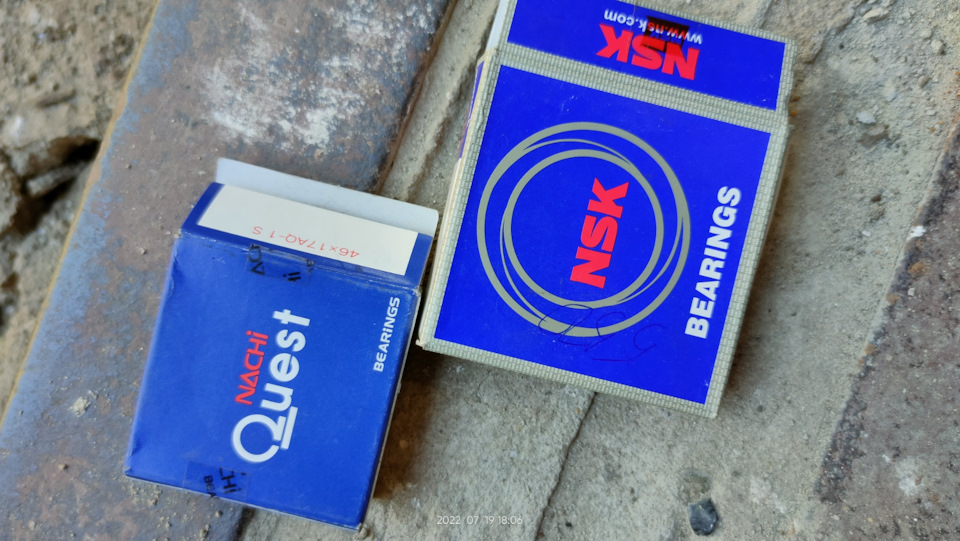 www.nsk.com
NSK
NSK
BEARINGS
46×17AQ-1 S
NACHi
Quest
BEARiNGS
2022 07 19 18:06